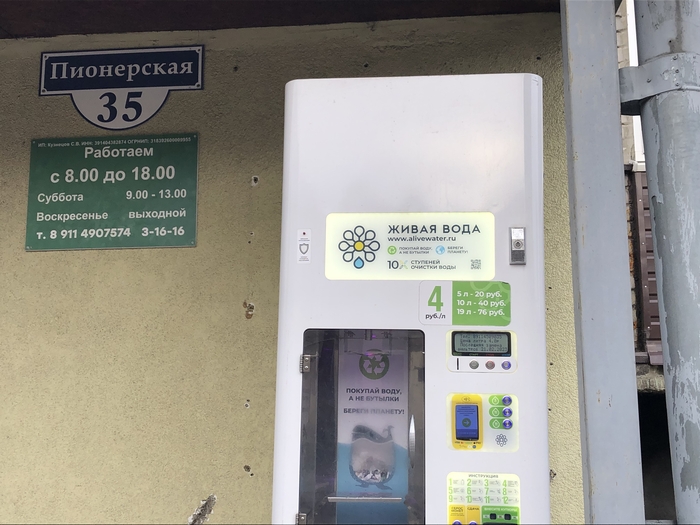 Пионерская
35
Работаем
с 8.00 до 18.00
Суббота 9.00 - 13.00
Воскресенье выходной
т. 8 911 4907574 3-16-16
ЖИВАЯ ВОДА
www.alivewater.ru
ПОКУПАЙ ВОДУ,
А НЕ БУТЫЛКИ
БЕРЕГИ
ПЛАНЕТУ!
10 СТУПЕНЕЙ
ОЧИСТКИ ВОДЫ
4
руб./л
5 л - 20 руб.
10 л - 40 руб.
19 л - 76 руб.
ПОКУПАЙ ВОДУ,
А НЕ БУТЫЛКИ
БЕРЕГИ ПЛАНЕТУ!
ИНСТРУКЦИЯ